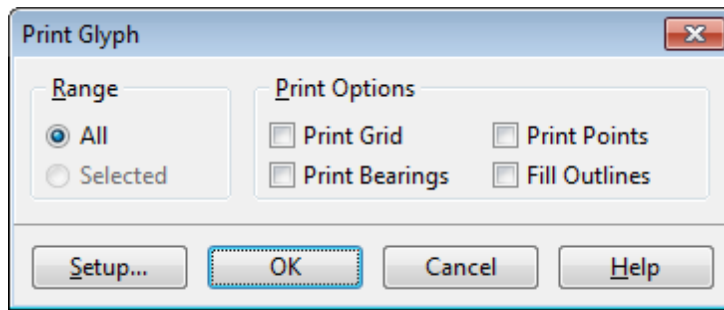 Print Glyph
Range
Print Options
All
Print Grid
Print Points
Selected
Print Bearings
Fill Outlines
Setup...
OK
Cancel
Help